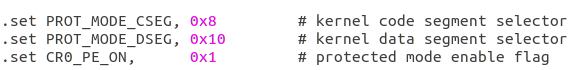 .set PROT_MODE_CSEG, 0x8         # kernel code segment selector
.set PROT_MODE_DSEG, 0x10        # kernel data segment selector
.set CR0_PE_ON,      0x1         # protected mode enable flag